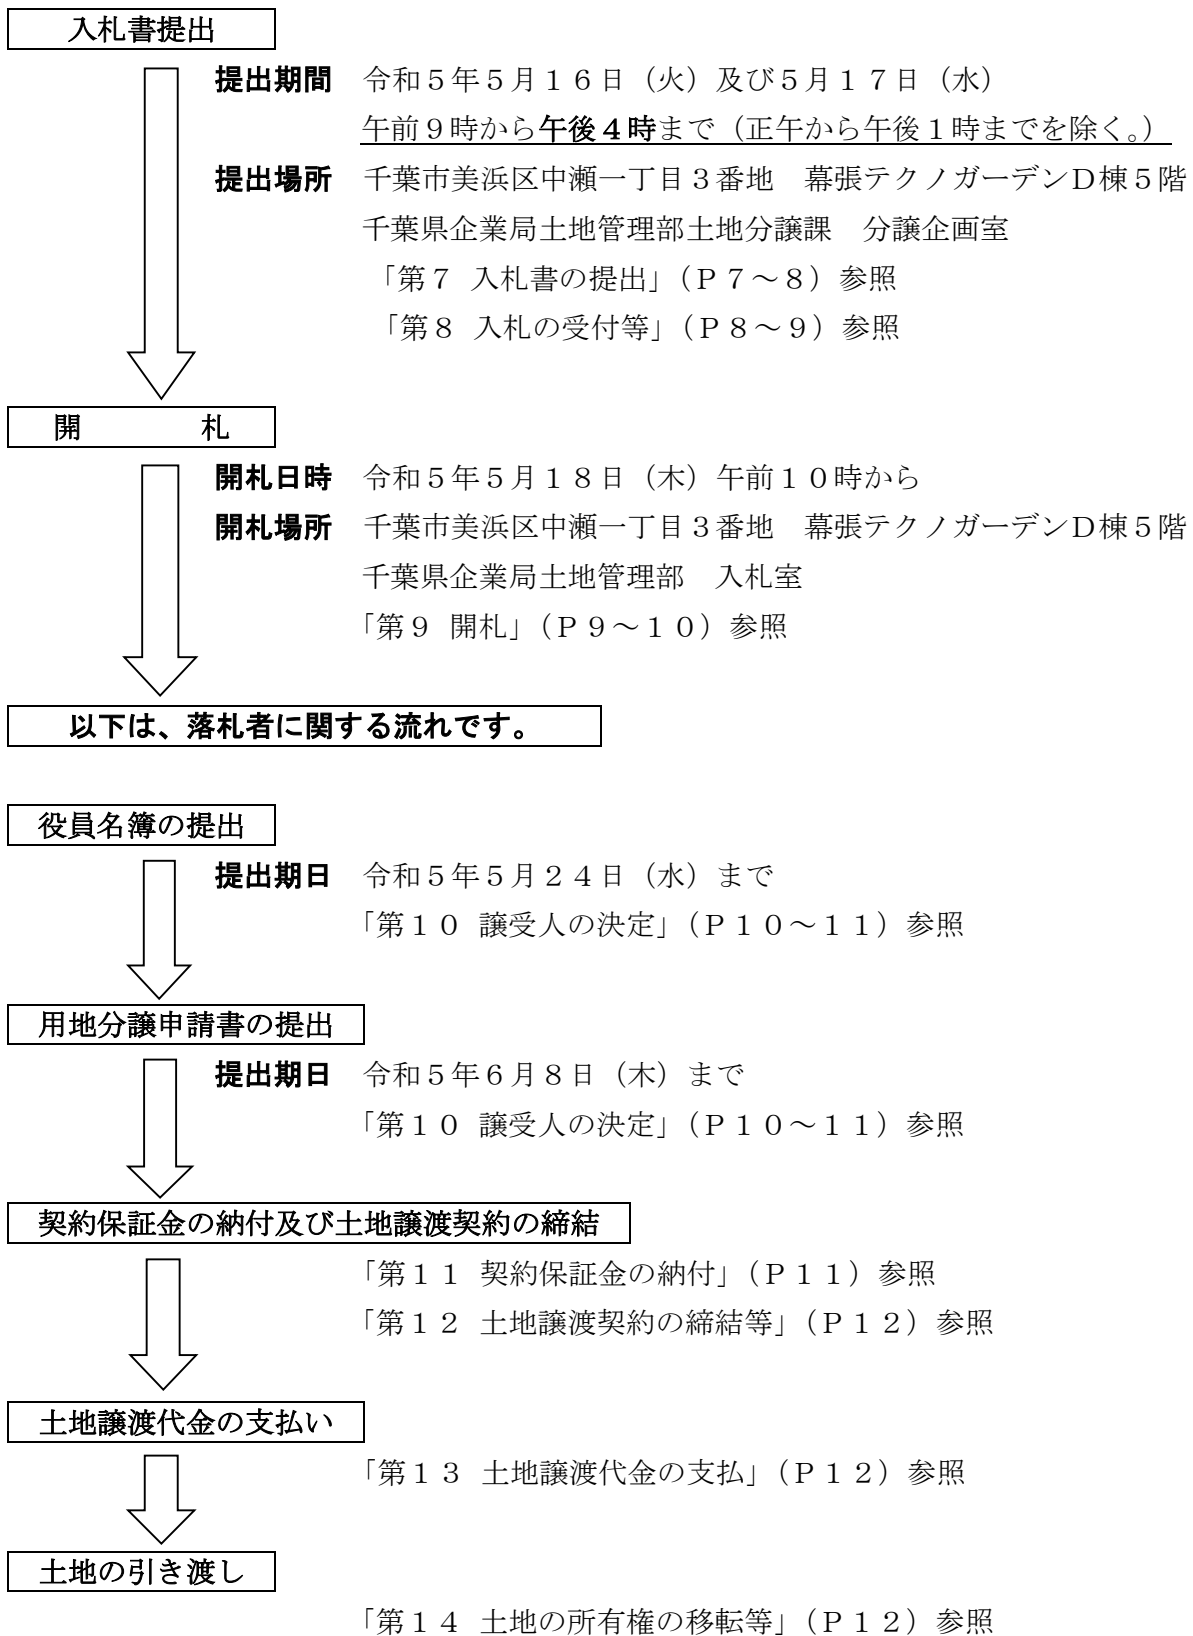 入札書提出
提出期間　令和５年５月１６日（火）及び５月１７日（水）
午前９時から午後４時まで（正午から午後１時までを除く。）
提出場所　千葉市美浜区中瀬一丁目３番地　幕張テクノガーデンＤ棟５階
千葉県企業局土地管理部土地分譲課　分譲企画室
「第７ 入札書の提出」（Ｐ７～８）参照
「第８ 入札の受付等」（Ｐ８～９）参照
開　　　　札
開札日時　令和５年５月１８日（木）午前１０時から
開札場所　千葉市美浜区中瀬一丁目３番地　幕張テクノガーデンＤ棟５階
千葉県企業局土地管理部　入札室
「第９ 開札」（Ｐ９～１０）参照
以下は、落札者に関する流れです。
役員名簿の提出
提出期日　令和５年５月２４日（水）まで
「第１０ 譲受人の決定」（Ｐ１０～１１）参照
用地分譲申請書の提出
提出期日　令和５年６月８日（木）まで
「第１０ 譲受人の決定」（Ｐ１０～１１）参照
契約保証金の納付及び土地譲渡契約の締結
「第１１ 契約保証金の納付」（Ｐ１１）参照
「第１２ 土地譲渡契約の締結等」（Ｐ１２）参照
土地譲渡代金の支払い
「第１３ 土地譲渡代金の支払」（Ｐ１２）参照
土地の引き渡し
「第１４ 土地の所有権の移転等」（Ｐ１２）参照